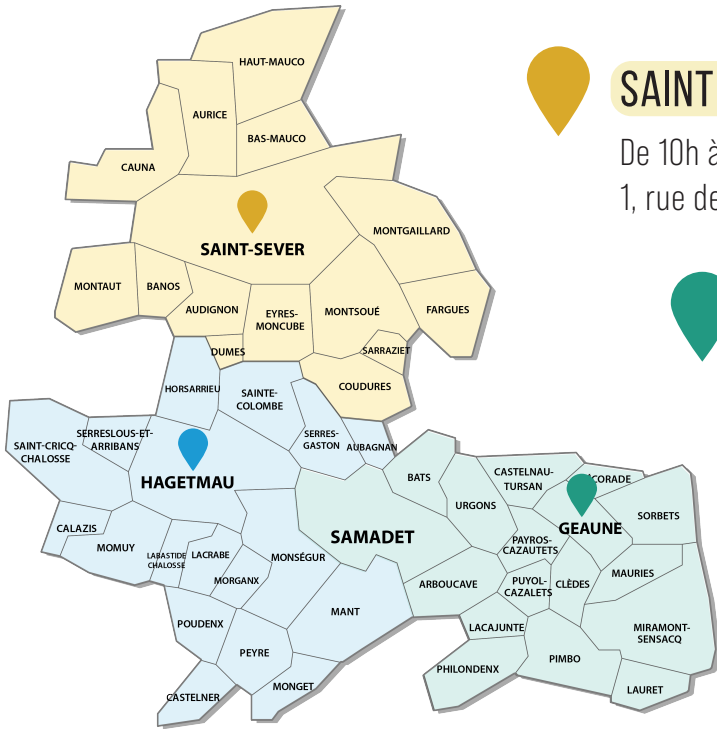 HAUT-MAUCO
AURICE
BAS-MAUCO
CAUNA
SAINT-SEVER
MONTGAILLARD
MONTAUT
BANOS
AUDIGNON
EYRES-
MONCUBE
MONTSOUÉ
FARGUES
DUMES
SARRAZIET
COUDURES
HORSARRIEU
SAINTE-
COLOMBE
SERRESLOUS-ET-
ARRIBANS
SAINT-CRICQ-
CHALOSSE
SERRES-
GASTON
AUBAGNAN
HAGETMAU
CALAZIS
MOMUY
LABASTIDE
CHALOSSE
LACRABE
MORGANX
MONSÉGUR
MANT
POUDENX
PEYRE
MONGET
CASTELNER
SAMADET
BATS
URGONS
CASTELNAU-
TURSAN
CORADE
GEAUNE
SORBETS
PAYROS-
CAZAUTETS
ARBOUCAVE
PUYOL-
CAZALETS
CLÈDES
MAURIES
LACAJUNTE
MIRAMONT-
SENSACQ
PHILONDENX
PIMBO
LAURET
SAINT
De 10h à
1, rue de